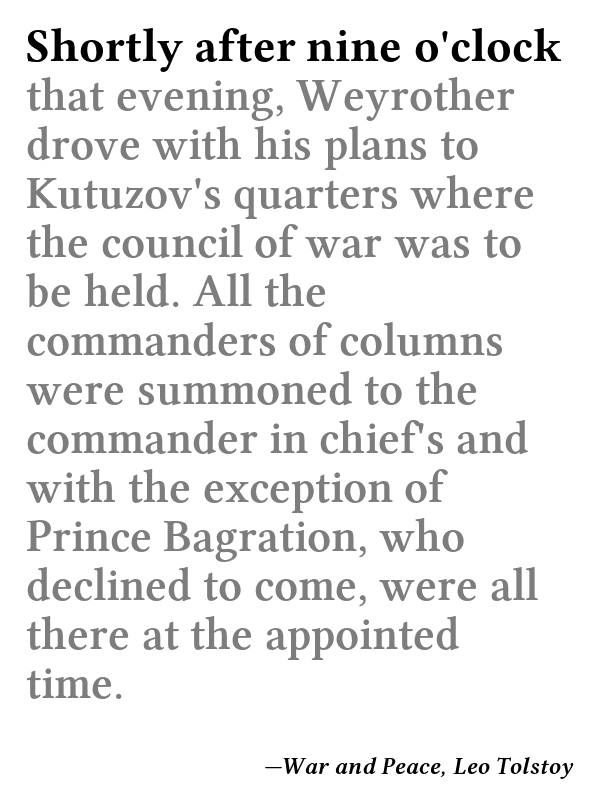 Shortly after nine o'clock
that evening, Weyrother
drove with his plans to
Kutuzov's quarters where
the council of war was to
be held. All the
commanders of columns
were summoned to the
commander in chief's and
with the exception of
Prince Bagration, who
declined to come, were all
there at the appointed
time.
—War and Peace, Leo Tolstoy